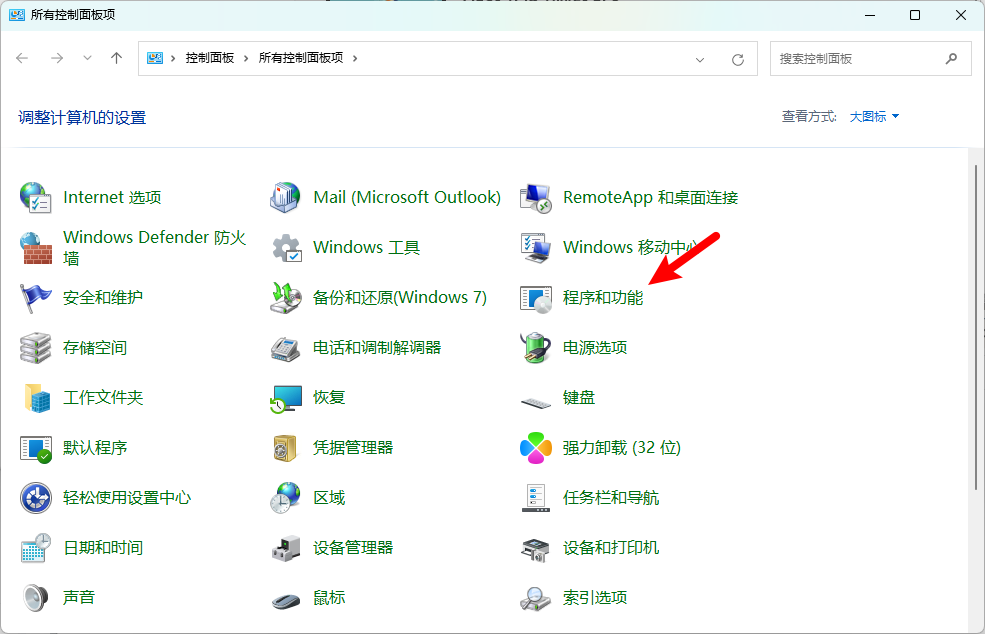 所有控制面板项
控制面板 › 所有控制面板项 ›
搜索控制面板
调整计算机的设置
查看方式: 大图标
Internet 选项
Mail (Microsoft Outlook)
RemoteApp 和桌面连接
Windows Defender 防火
墙
Windows 工具
Windows 移动中心
安全和维护
备份和还原(Windows 7)
程序和功能
存储空间
电话和调制解调器
电源选项
工作文件夹
恢复
键盘
默认程序
凭据管理器
强力卸载 (32 位)
轻松使用设置中心
区域
任务栏和导航
日期和时间
设备管理器
设备和打印机
声音
鼠标
索引选项